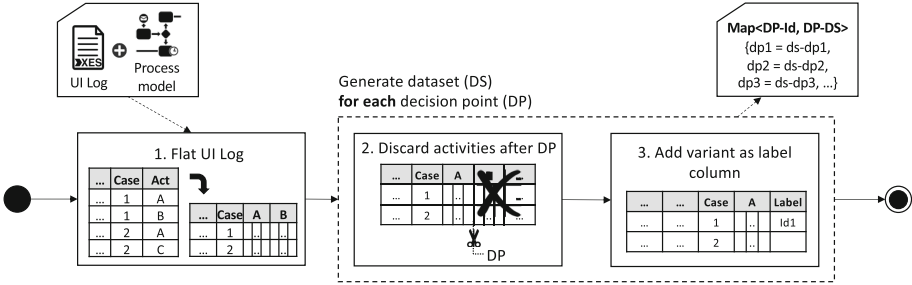 XES
UI Log
Process
model
Map<DP-Id, DP-DS>
{dp1 = ds-dp1,
dp2 = ds-dp2,
dp3 = ds-dp3, ...}
Generate dataset (DS)
for each decision point (DP)
1. Flat UI Log
... Case Act
... 1 A
... 1 B
... 2 A
... 2 C
... Case A B
... 1 .. ..
... 2 .. ..
2. Discard activities after DP
... Case A ...
... 1 .. ...
... 2 .. .. ...
DP
3. Add variant as label
column
... ... Case A Label
... ... 1 .. Id1
... ... 2 ..